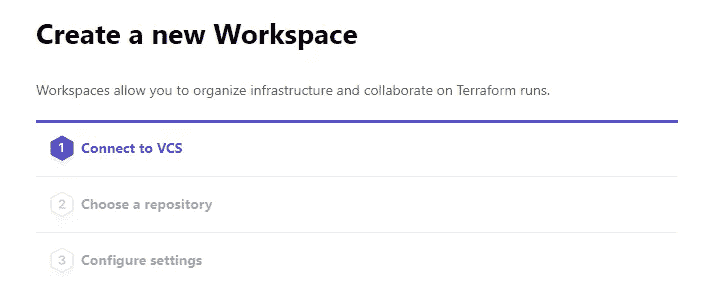 Create a new Workspace
Workspaces allow you to organize infrastructure and collaborate on Terraform runs.
1 Connect to VCS
2 Choose a repository
3 Configure settings